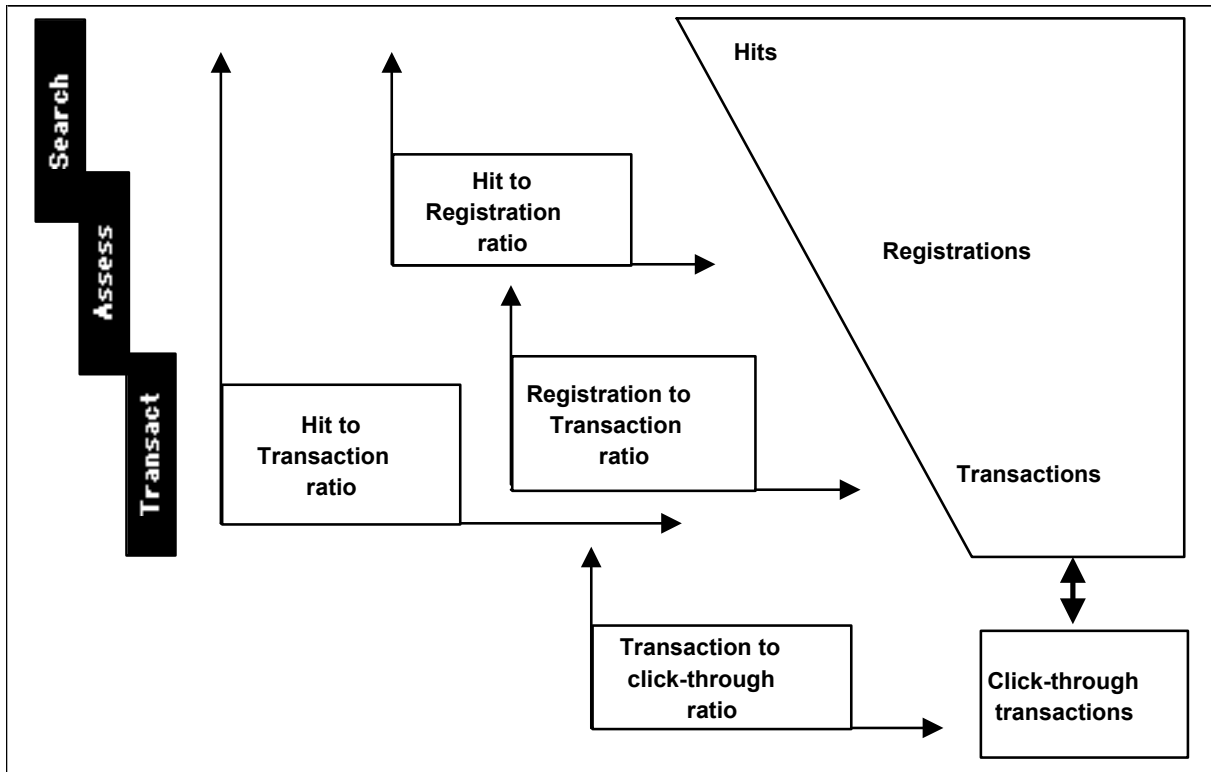 Search
Assess
Transact
Hits
Hit to
Registration
ratio
Registrations
Registration to
Transaction
ratio
Hit to
Transaction
ratio
Transactions
Transaction to
click-through
ratio
Click-through
transactions